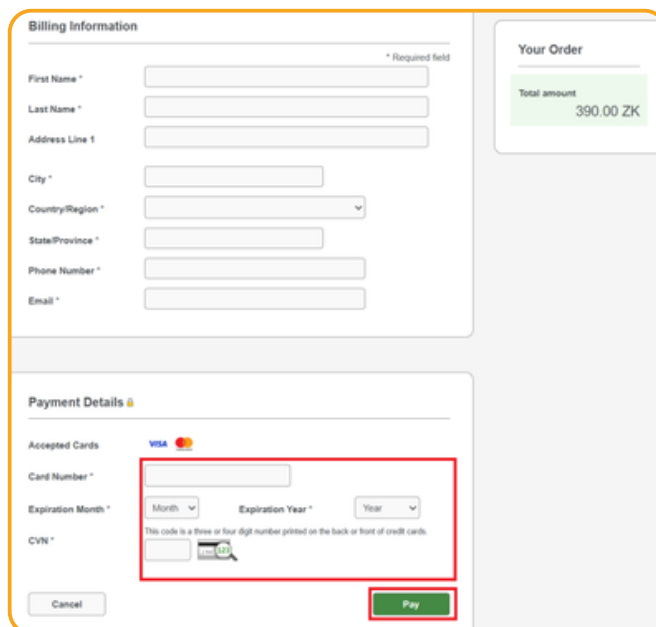 Billing Information
* Required field
First Name *
Last Name *
Address Line 1
City *
Country/Region *
State/Province *
Phone Number *
Email *
Your Order
Total amount
390.00 ZK
Payment Details
Accepted Cards
VISA
Card Number *
Expiration Month * Month Expiration Year * Year
This code is a three or four digit number printed on the back or front of credit cards.
CVN *
123
Cancel Pay